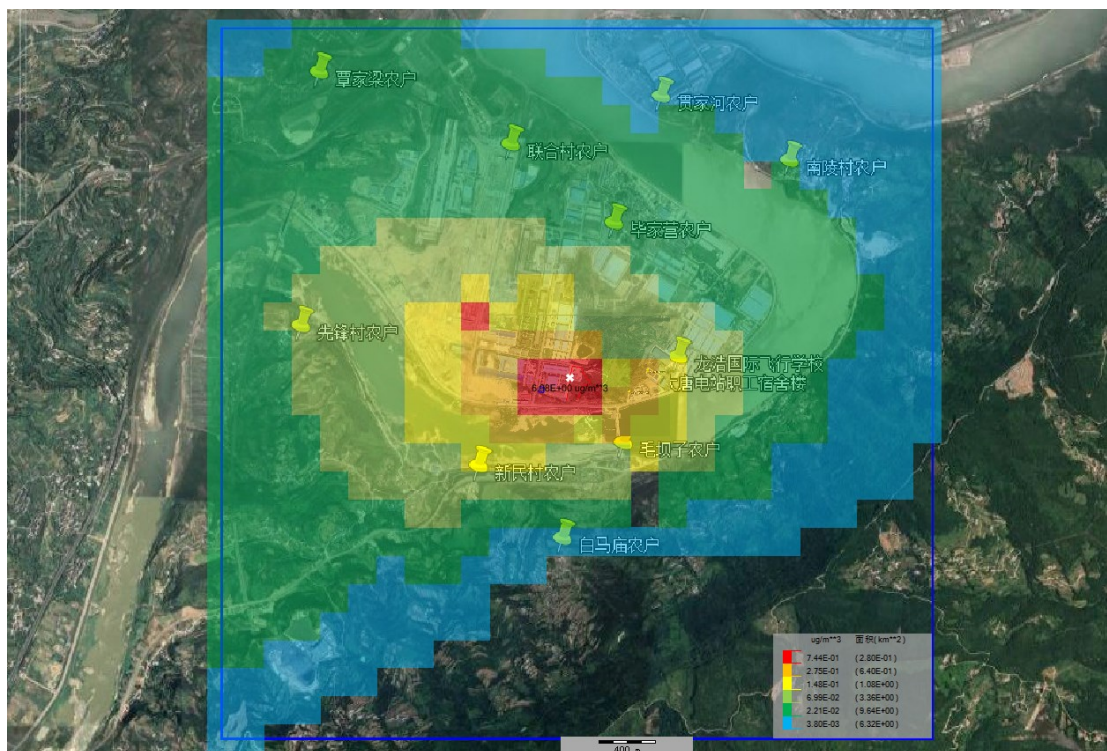 覃家梁农户
贯家河农户
联合村农户
南陵村农户
毕家营农户
先锋村农户
龙浩国际飞行学校
大唐电站职工宿舍楼
6.08E+00 ug/m**3
毛坝子农户
新民村农户
白马庙农户
ug/m**3 面积(km**2)
7.44E-01 (2.80E-01)
2.75E-01 (6.40E-01)
1.48E-01 (1.08E+00)
6.99E-02 (3.36E+00)
2.21E-02 (9.64E+00)
3.80E-03 (6.32E+00)
400 m